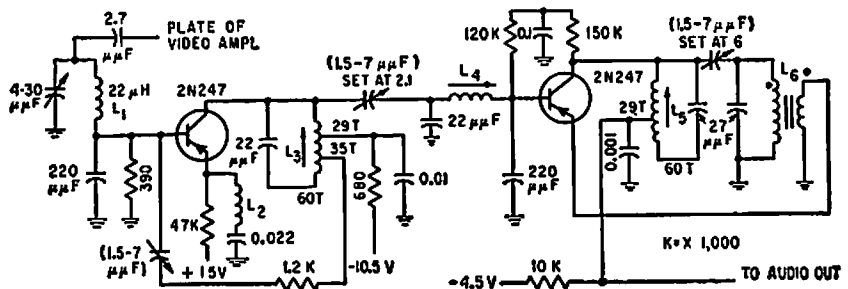 2.7
μμF
PLATE OF
VIDEO AMPL
4-30
μμF
22 μH
L1
2N247
220
μμF
390
47K
L2
0.022
(1.5-7
μμF)
+ 15V
1.2 K
22
μμF
L3
29T
35T
60T
(1.5-7 μμF)
SET AT 2.1
680
0.01
-10.5 V
L4
22 μμF
120K
0.1
150K
2N247
220
μμF
(1.5-7 μμF)
SET AT 6
29T
L5
60T
0.001
27
μμF
L6
K=X 1,000
-4.5V
10K
TO AUDIO OUT